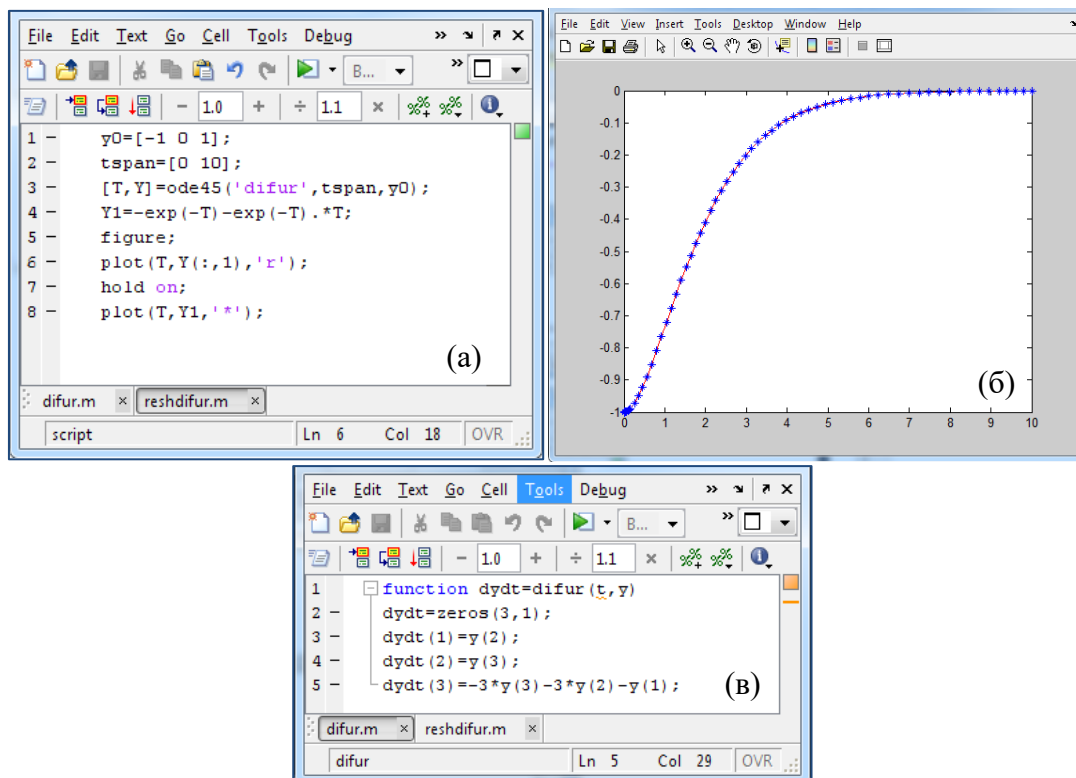 File Edit Text Go Cell Tools Debug
B...
1.0 1.1
1 y0=[-1 0 1];
2 tspan=[0 10];
3 [T,Y]=ode45('difur',tspan,y0);
4 Y1=-exp(-T)-exp(-T).*T;
5 figure;
6 plot(T,Y(:,1),'r');
7 hold on;
8 plot(T,Y1,'*');
(а)
difur.m reshdifur.m
script Ln 6 Col 18 OVR
File Edit View Insert Tools Desktop Window Help
0
-0.1
-0.2
-0.3
-0.4
-0.5
-0.6
-0.7
-0.8
-0.9
-1
0 1 2 3 4 5 6 7 8 9 10
(б)
File Edit Text Go Cell Tools Debug
B...
1.0 1.1
1 function dydt=difur(t,y)
2 dydt=zeros(3,1);
3 dydt(1)=y(2);
4 dydt(2)=y(3);
5 dydt(3)=-3*y(3)-3*y(2)-y(1);
(в)
difur.m reshdifur.m
difur Ln 5 Col 29 OVR